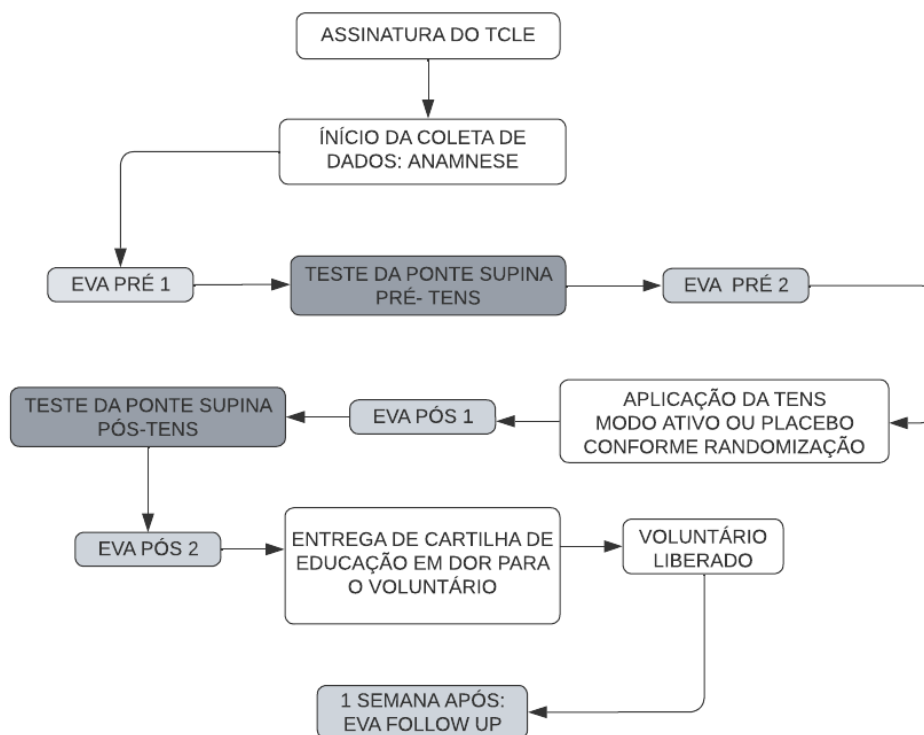 ASSINATURA DO TCLE
ÍNÍCIO DA COLETA DE
DADOS: ANAMNESE
EVA PRÉ 1
TESTE DA PONTE SUPINA
PRÉ- TENS
EVA PRÉ 2
APLICAÇÃO DA TENS
MODO ATIVO OU PLACEBO
CONFORME RANDOMIZAÇÃO
EVA PÓS 1
TESTE DA PONTE SUPINA
PÓS-TENS
EVA PÓS 2
ENTREGA DE CARTILHA DE
EDUCAÇÃO EM DOR PARA
O VOLUNTÁRIO
VOLUNTÁRIO
LIBERADO
1 SEMANA APÓS:
EVA FOLLOW UP